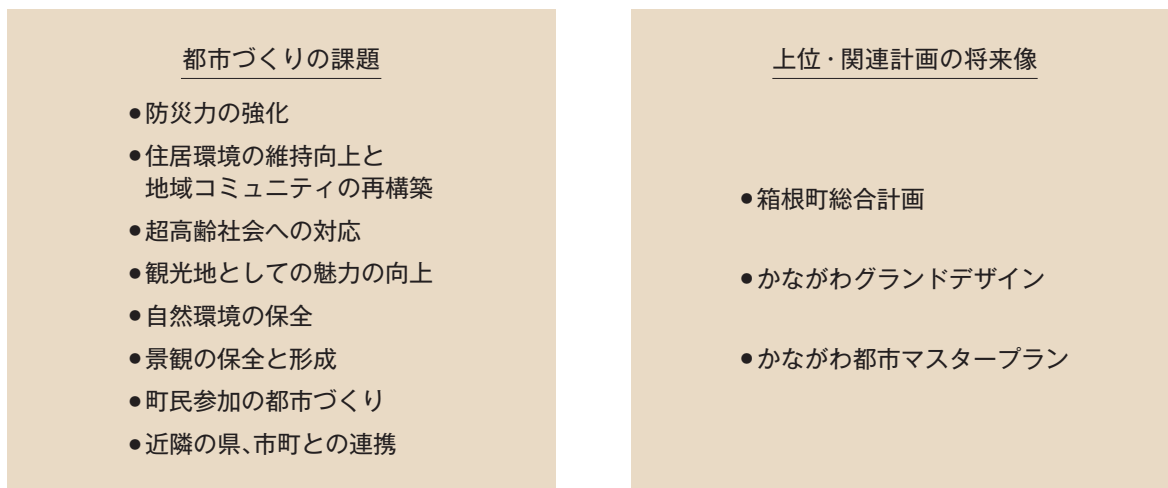 都市づくりの課題
●防災力の強化
●住居環境の維持向上と
地域コミュニティの再構築
●超高齢社会への対応
●観光地としての魅力の向上
●自然環境の保全
●景観の保全と形成
●町民参加の都市づくり
●近隣の県、市町との連携
上位・関連計画の将来像
●箱根町総合計画
●かながわグランドデザイン
●かながわ都市マスタープラン